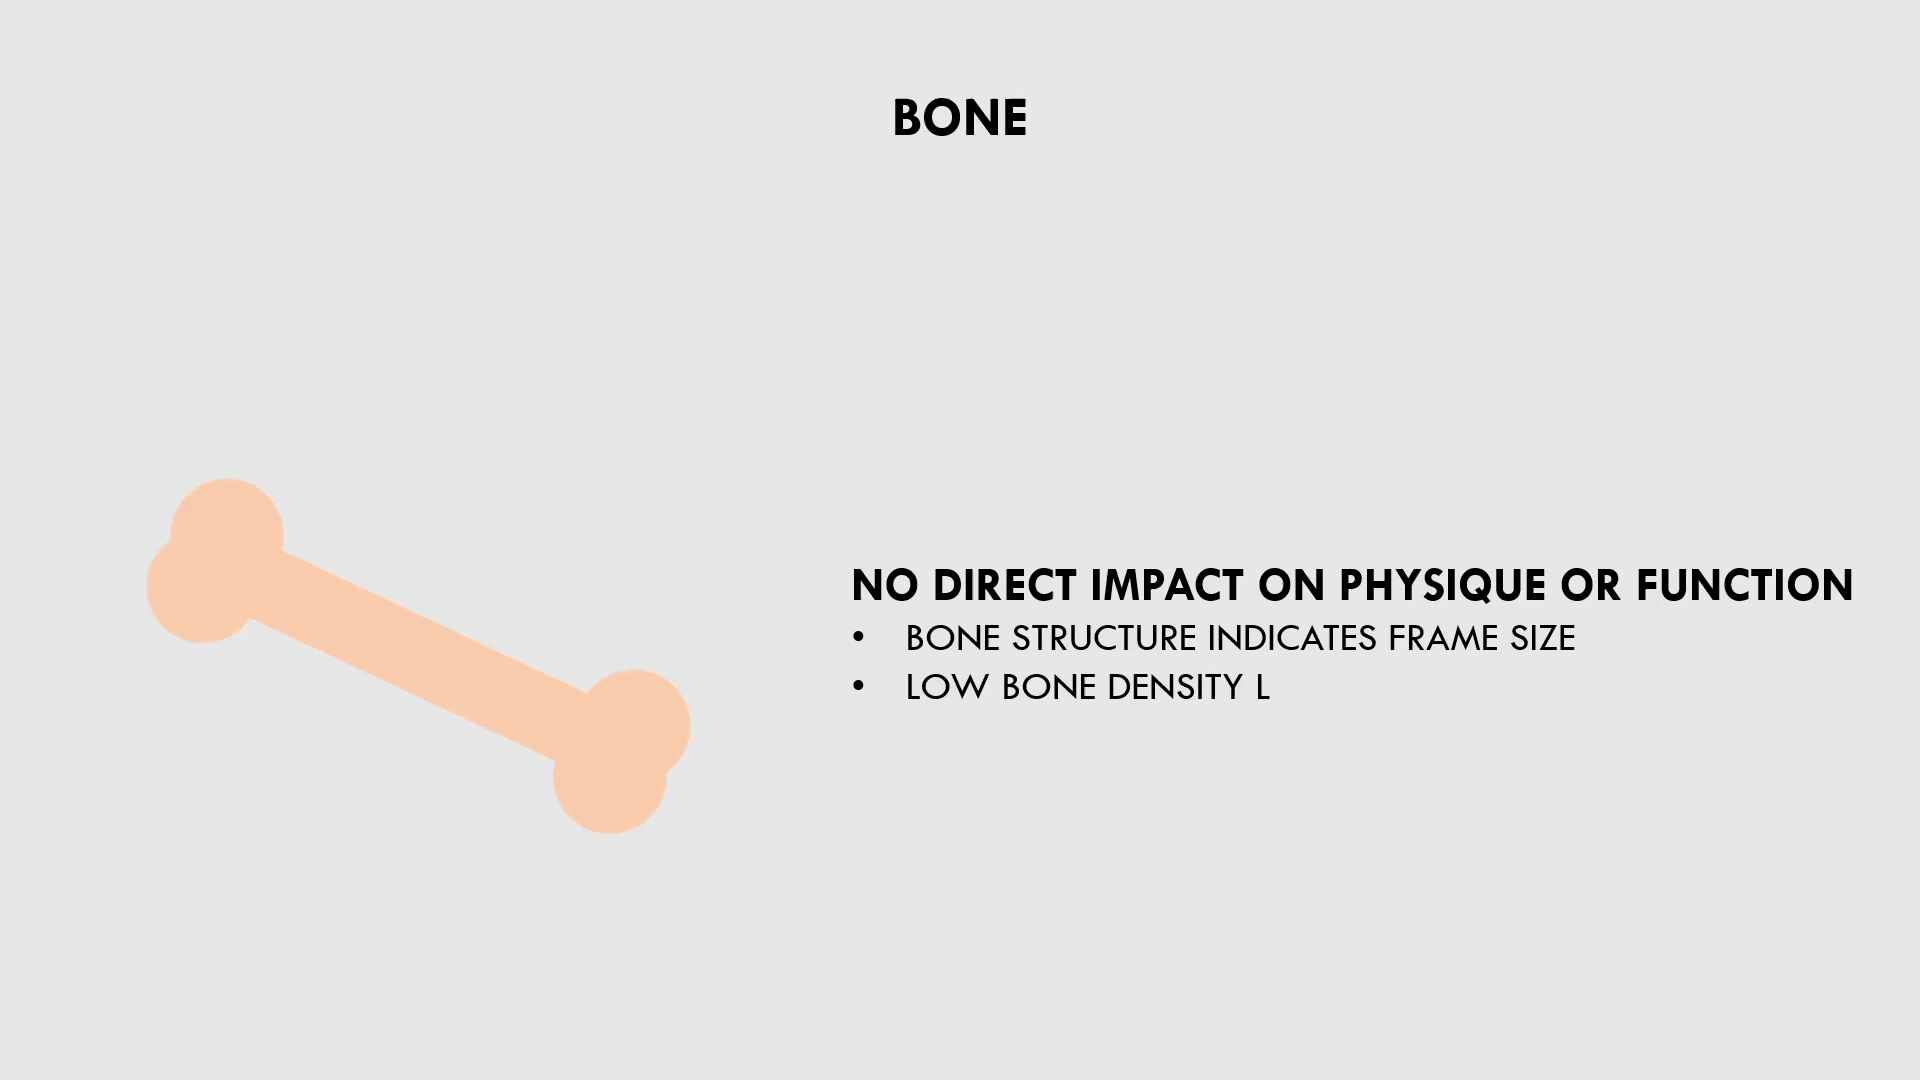 BONE
NO DIRECT IMPACT ON PHYSIQUE OR FUNCTION
• BONE STRUCTURE INDICATES FRAME SIZE
• LOW BONE DENSITY L